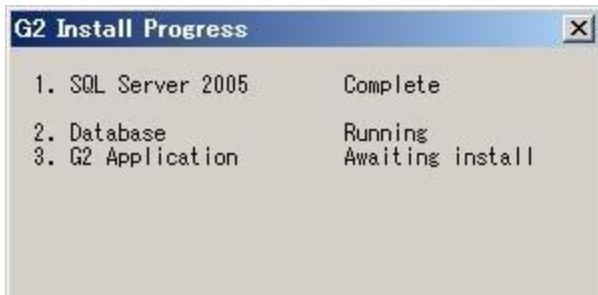 G2 Install Progress
1. SQL Server 2005 Complete
2. Database Running
3. G2 Application Awaiting install